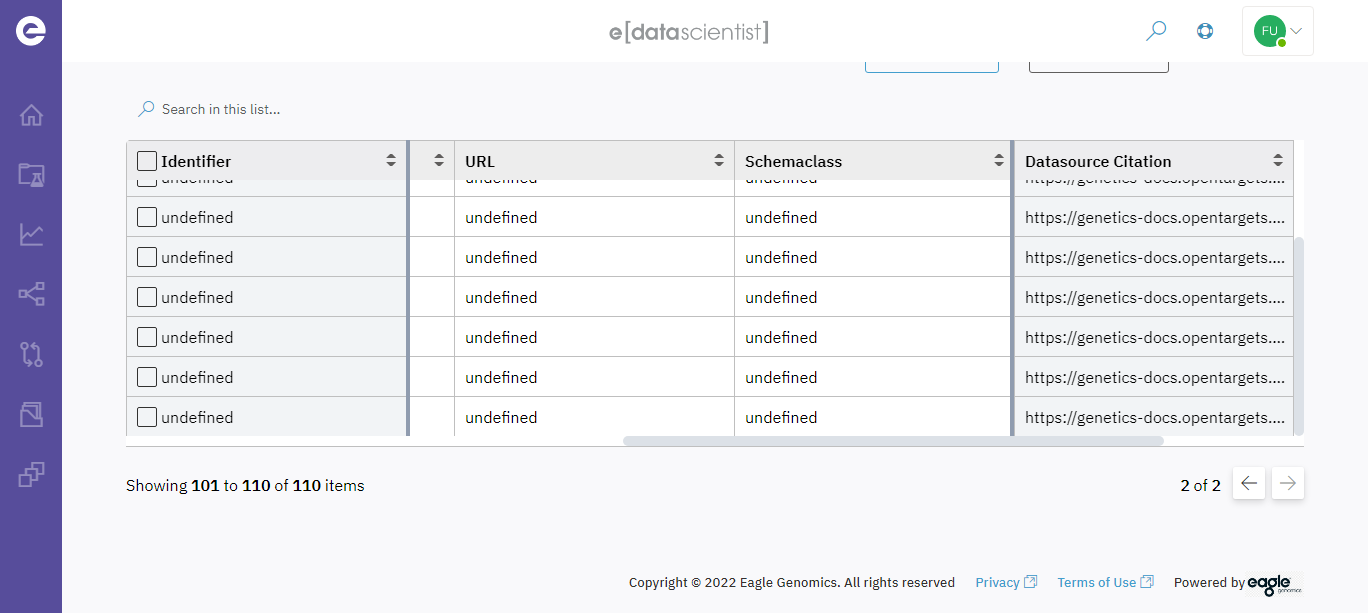 e[datascientist]
FU
Search in this list...
Identifier URL Schemaclass Datasource Citation
undefined undefined undefined https://genetics-docs.opentargets....
undefined undefined undefined https://genetics-docs.opentargets....
undefined undefined undefined https://genetics-docs.opentargets....
undefined undefined undefined https://genetics-docs.opentargets....
undefined undefined undefined https://genetics-docs.opentargets....
undefined undefined undefined https://genetics-docs.opentargets....
undefined undefined undefined https://genetics-docs.opentargets....
Showing 101 to 110 of 110 items 2 of 2
Copyright © 2022 Eagle Genomics. All rights reserved Privacy Terms of Use Powered by eagle genomics